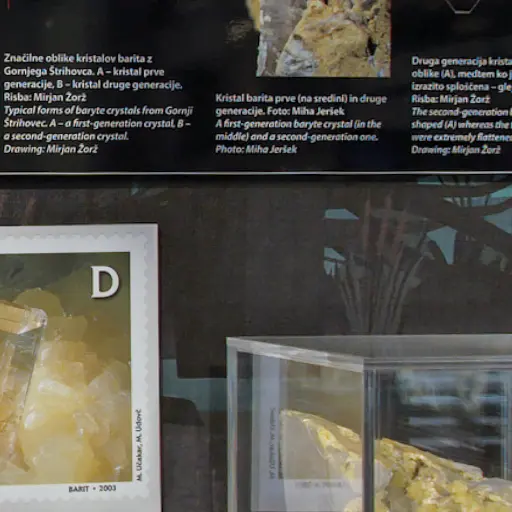 Značilne oblike kristalov barita z
Gornjega Štrihovca. A – kristal prve
generacije, B – kristal druge generacije.
Risba: Mirjan Žorž
Typical forms of baryte crystals from Gornji
Štrihovec. A – a first-generation crystal, B –
a second-generation crystal.
Drawing: Mirjan Žorž
Kristal barita prve (na sredini) in druge
generacije. Foto: Miha Jeršek
A first-generation baryte crystal (in the
middle) and a second-generation one.
Photo: Miha Jeršek
Druga generacija krista
oblike (A), medtem ko j
izrazito sploščena – gle
Risba: Mirjan Žorž
The second-generation b
shaped (A) whereas the
were extremely flattene
Drawing: Mirjan Žorž
D
M. Učakar, M. Udovč
BARIT • 2003